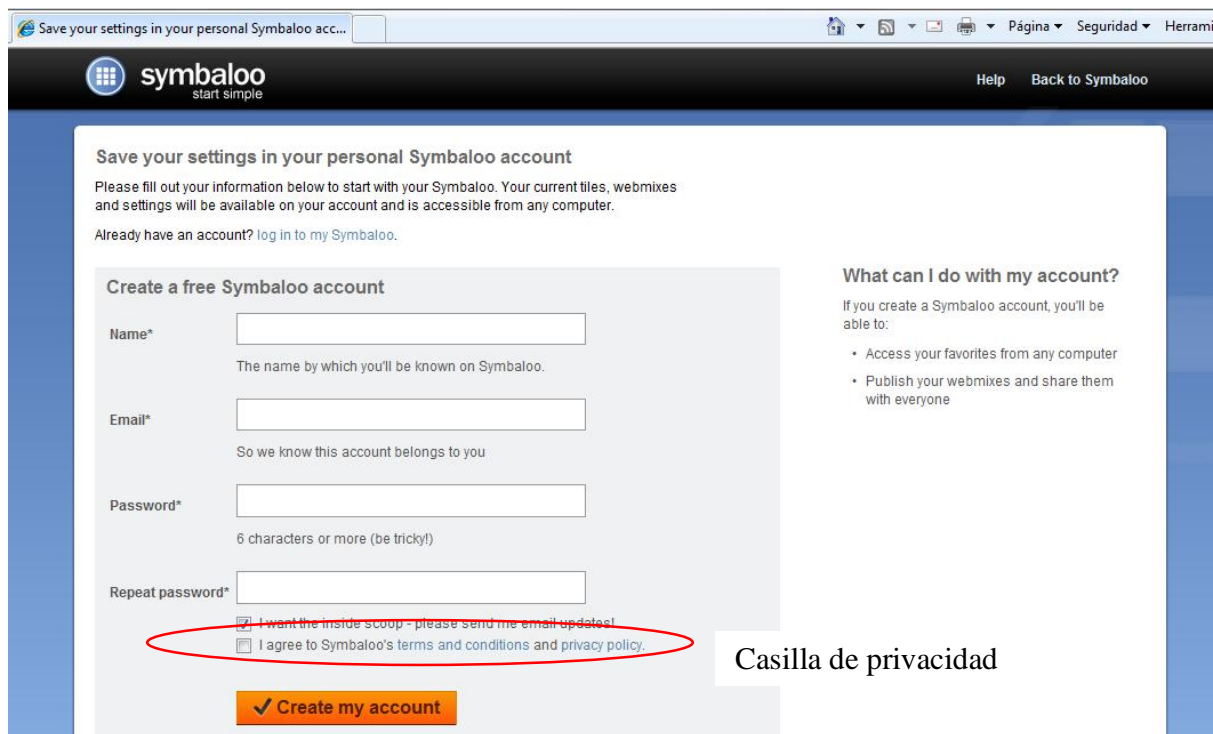 Save your settings in your personal Symbaloo acc...
Página
Seguridad
symbaloo
start simple
Help
Back to Symbaloo
Save your settings in your personal Symbaloo account
Please fill out your information below to start with your Symbaloo. Your current tiles, webmixes
and settings will be available on your account and is accessible from any computer.
Already have an account? log in to my Symbaloo.
Create a free Symbaloo account
Name*
The name by which you'll be known on Symbaloo.
Email*
So we know this account belongs to you
Password*
6 characters or more (be tricky!)
Repeat password*
I want the inside scoop - please send me email updates!
I agree to Symbaloo's terms and conditions and privacy policy.
Create my account
What can I do with my account?
If you create a Symbaloo account, you'll be
able to:
• Access your favorites from any computer
• Publish your webmixes and share them
with everyone
Casilla de privacidad